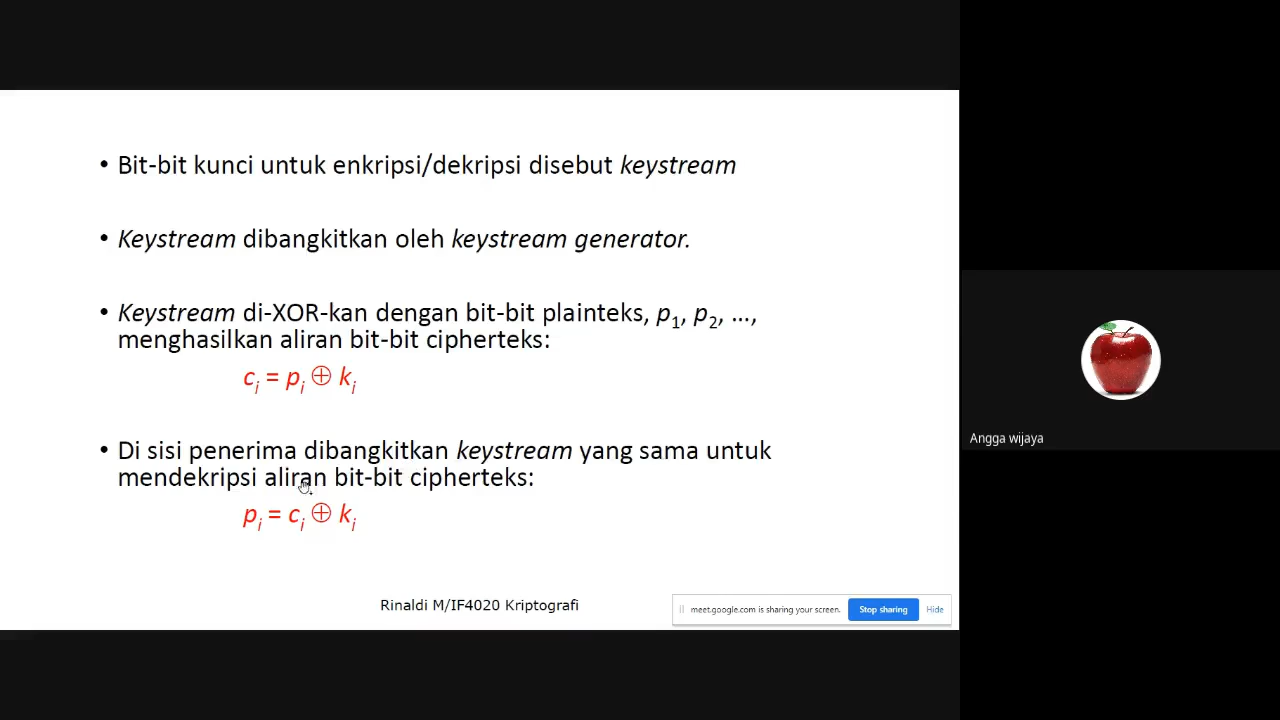 • Bit-bit kunci untuk enkripsi/dekripsi disebut keystream
• Keystream dibangkitkan oleh keystream generator.
• Keystream di-XOR-kan dengan bit-bit plainteks, p₁, p₂, …,
menghasilkan aliran bit-bit cipherteks:
cᵢ = pᵢ ⊕ kᵢ
• Di sisi penerima dibangkitkan keystream yang sama untuk
mendekripsi aliran bit-bit cipherteks:
pᵢ = cᵢ ⊕ kᵢ
Rinaldi M/IF4020 Kriptografi
meet.google.com is sharing your screen. Stop sharing Hide
Angga wijaya